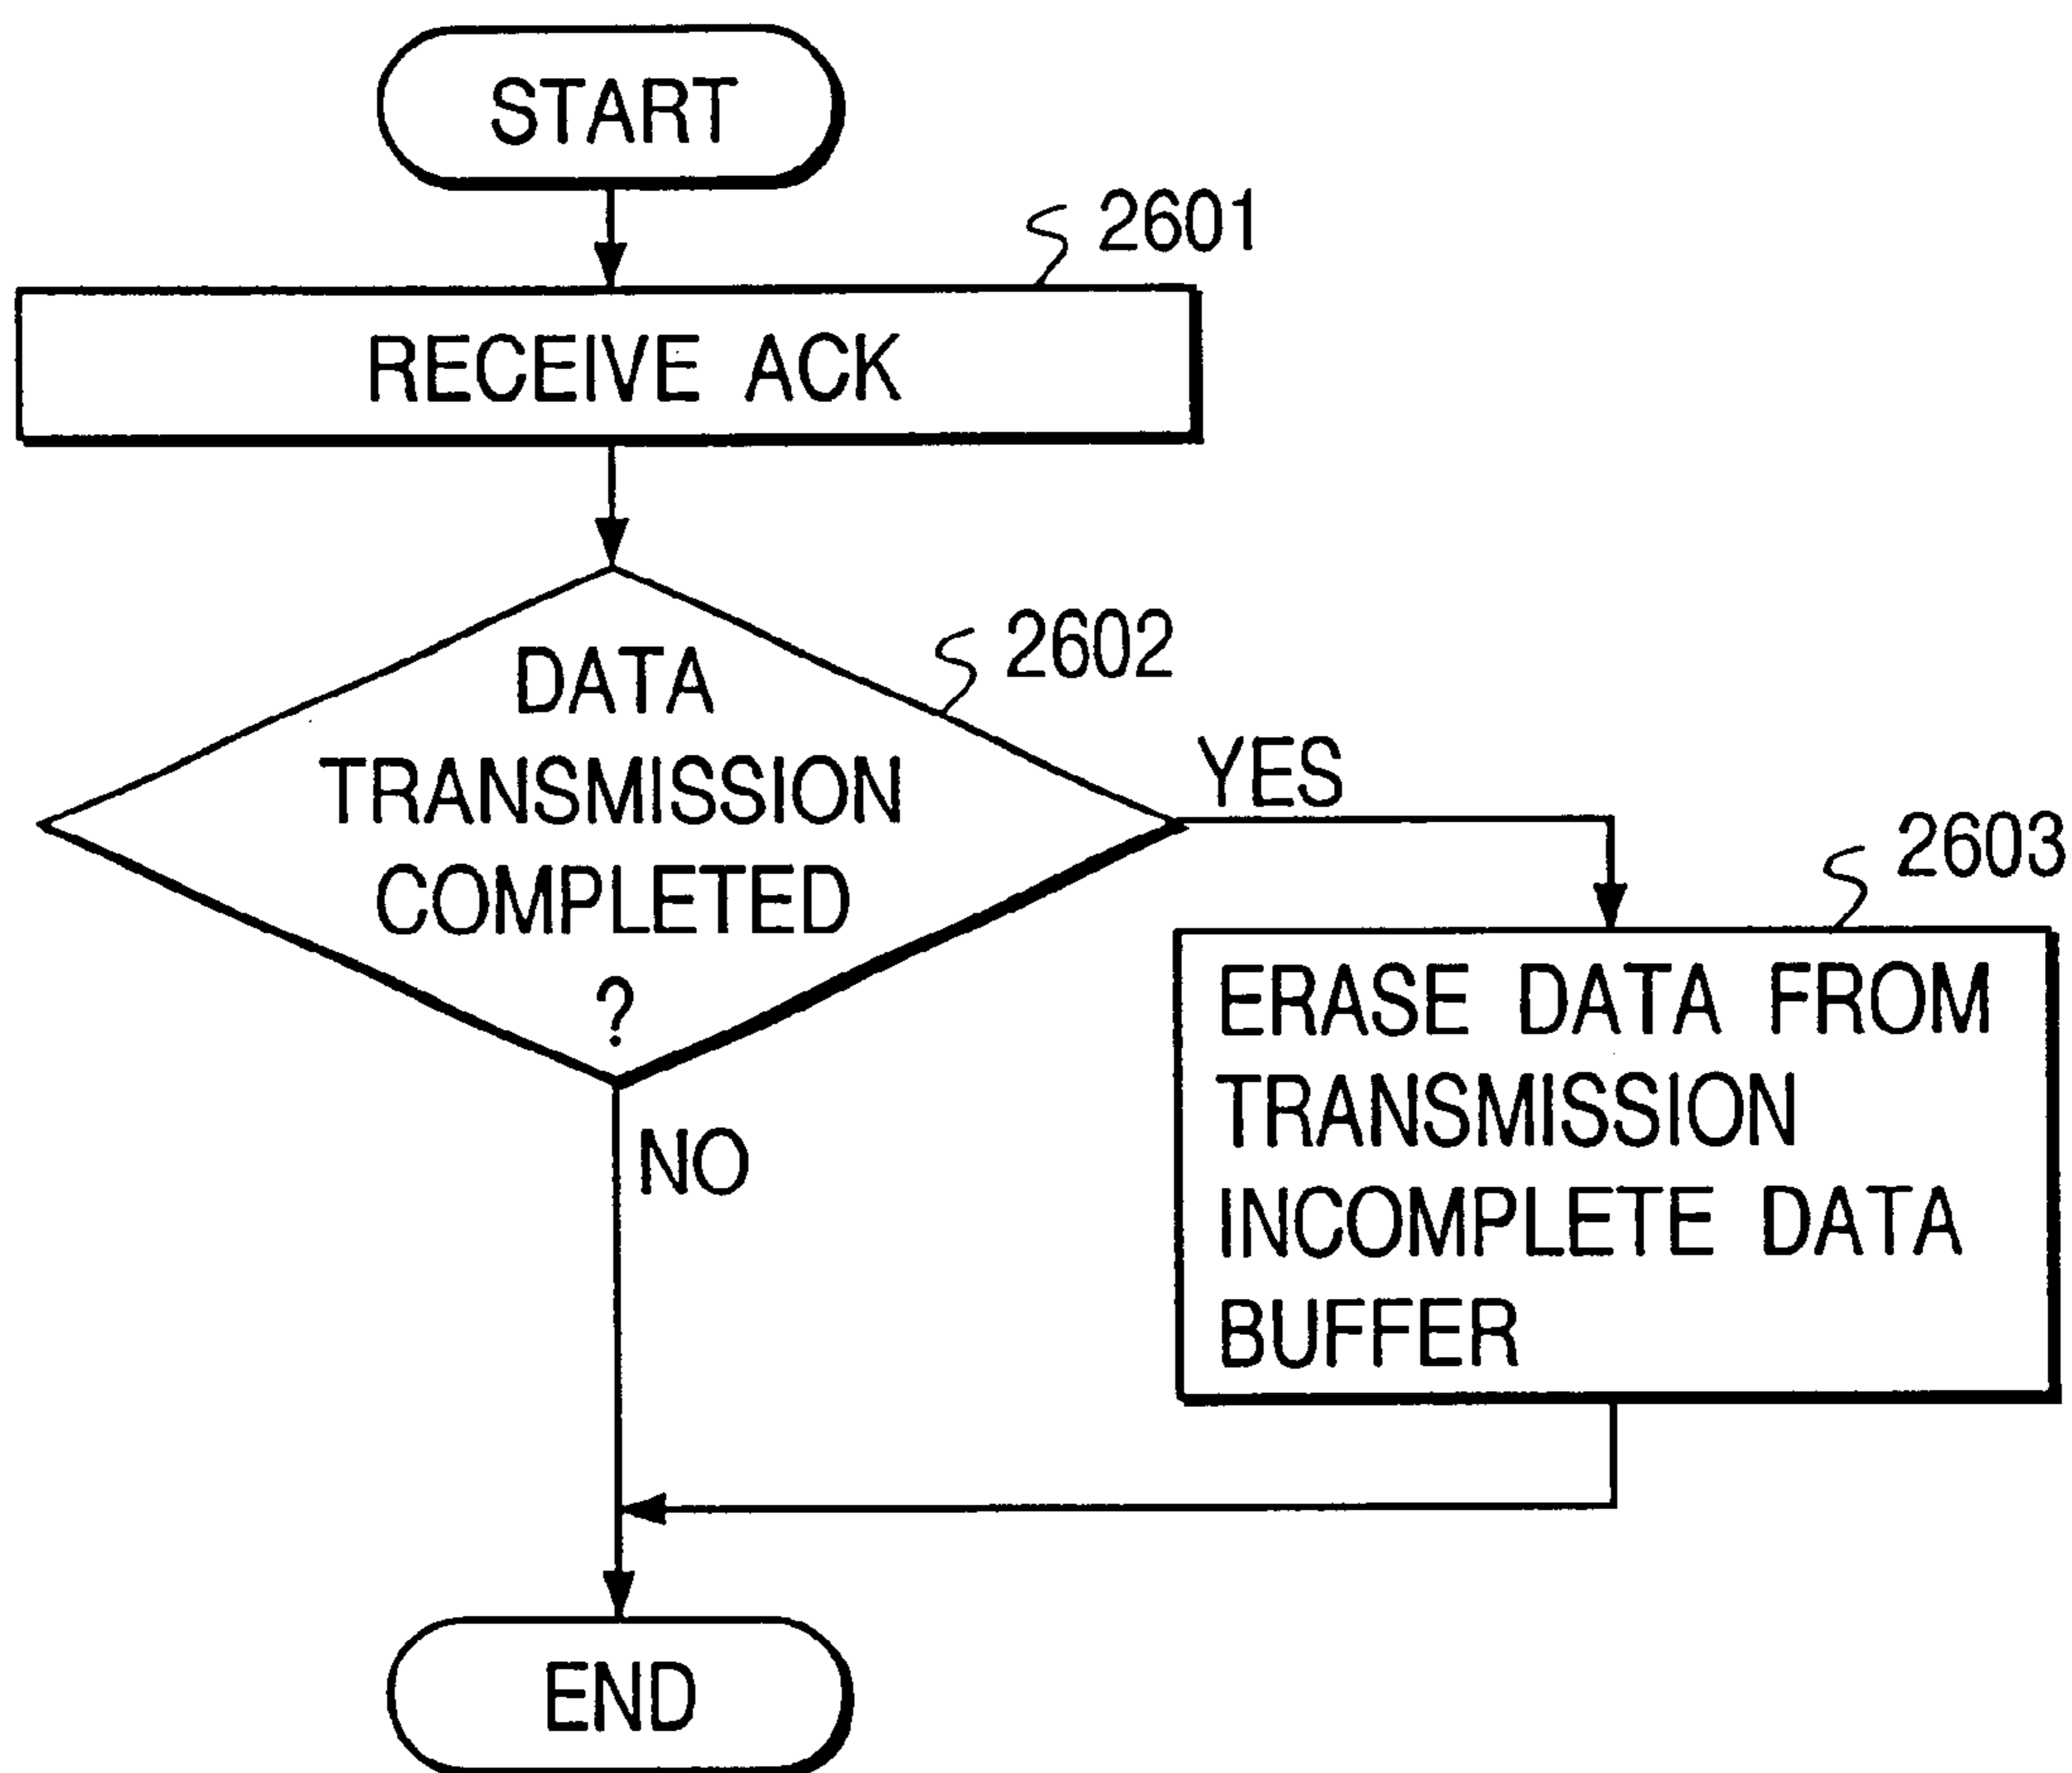 START
2601
RECEIVE ACK
2602
DATA
TRANSMISSION
COMPLETED
?
YES
2603
ERASE DATA FROM
TRANSMISSION
INCOMPLETE DATA
BUFFER
NO
END